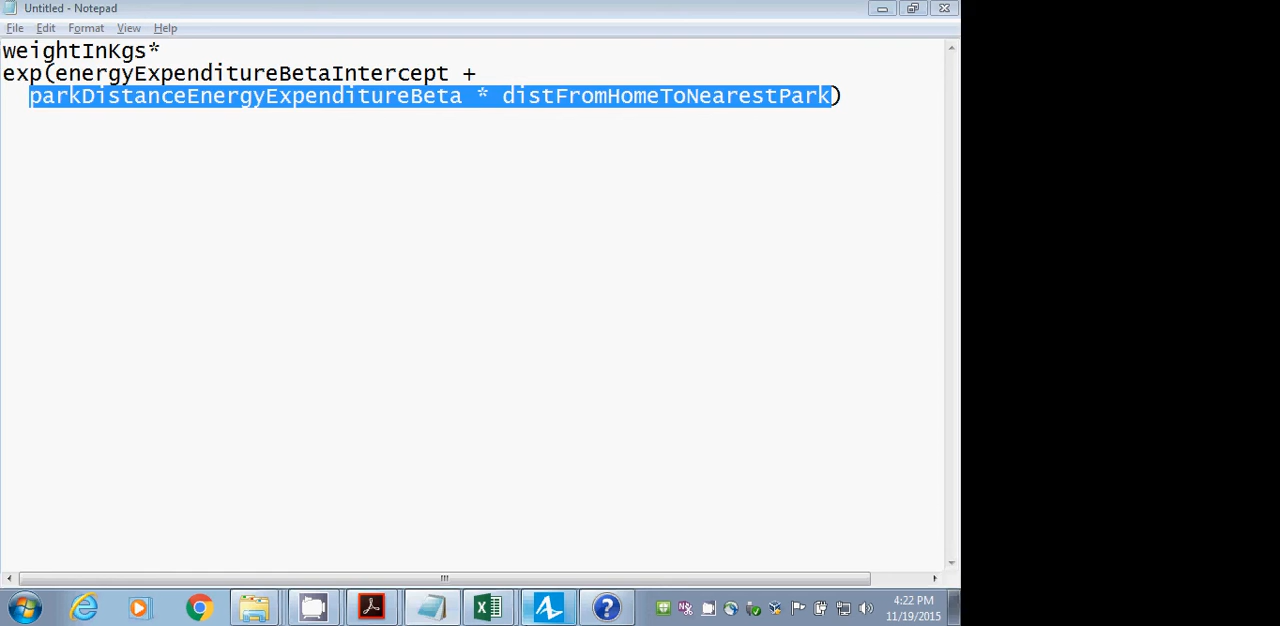 Untitled - Notepad
File Edit Format View Help
weightInKgs*
exp(energyExpenditureBetaIntercept +
parkDistanceEnergyExpenditureBeta * distFromHomeToNearestPark)
4:22 PM
11/19/2015